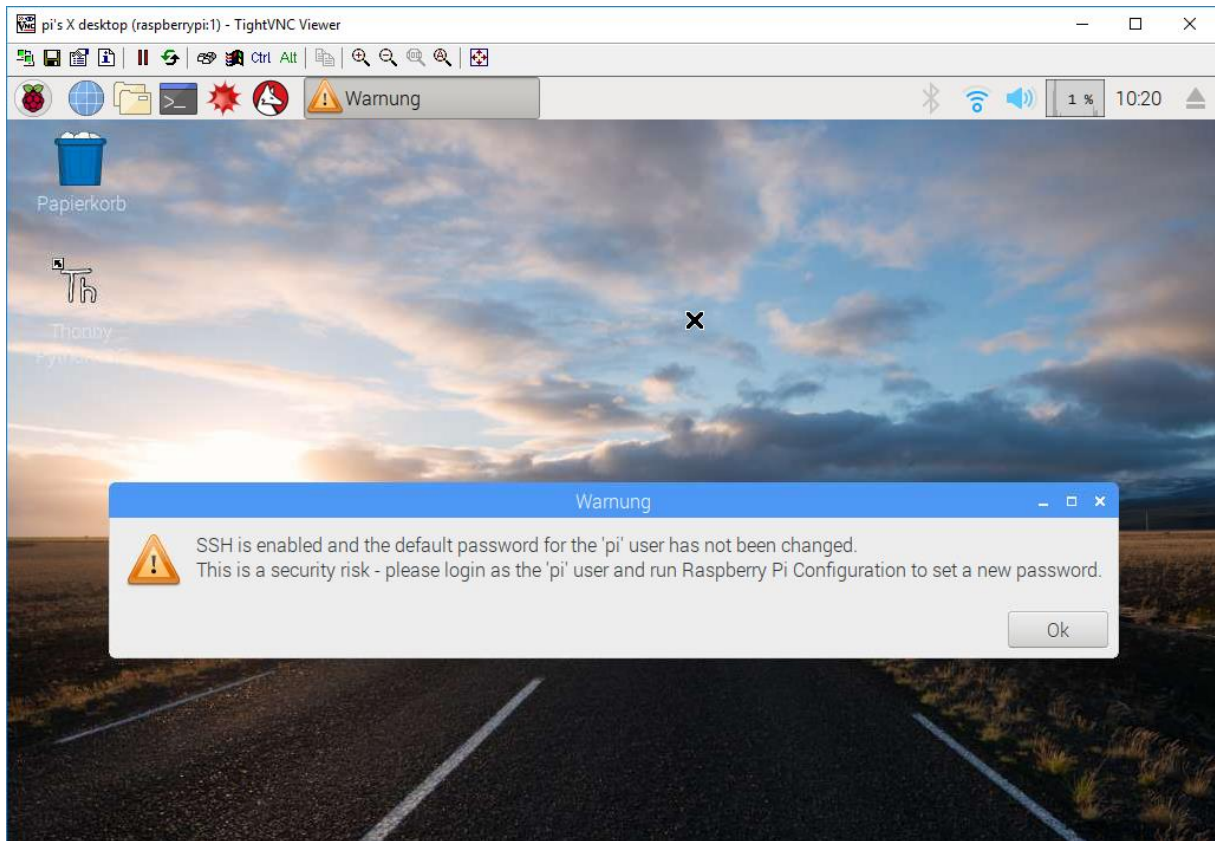 pi's X desktop (raspberrypi:1) - TightVNC Viewer
Ctrl Alt
Warnung
1 %
10:20
Papierkorb
Th
Thonny
Warnung
SSH is enabled and the default password for the 'pi' user has not been changed.
This is a security risk - please login as the 'pi' user and run Raspberry Pi Configuration to set a new password.
Ok